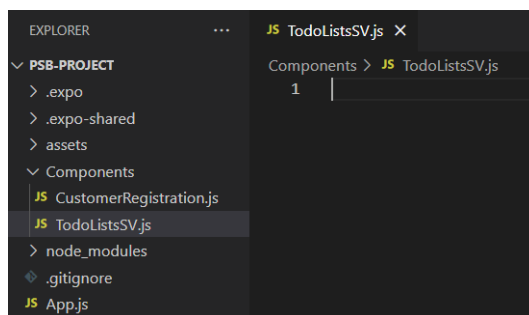 EXPLORER ...
PSB-PROJECT
.expo
.expo-shared
assets
Components
JS CustomerRegistration.js
JS TodoListsSV.js
node_modules
.gitignore
JS App.js
JS TodoListsSV.js
Components > JS TodoListsSV.js
1